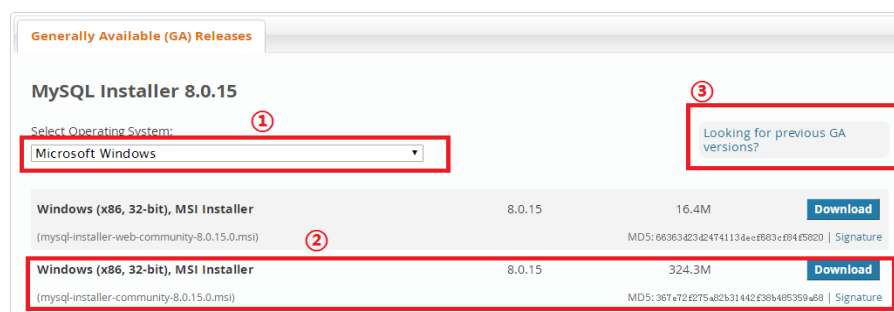 Generally Available (GA) Releases
MySQL Installer 8.0.15
①
③
Select Operating System:
Looking for previous GA
versions?
Microsoft Windows
Windows (x86, 32-bit), MSI Installer 8.0.15 16.4M Download
(mysql-installer-web-community-8.0.15.0.msi) MD5: 66363d23d2474113decf683cf84f5820 | Signature
②
Windows (x86, 32-bit), MSI Installer 8.0.15 324.3M Download
(mysql-installer-community-8.0.15.0.msi) MD5: 367e72f275a82b31442f38b485359a68 | Signature